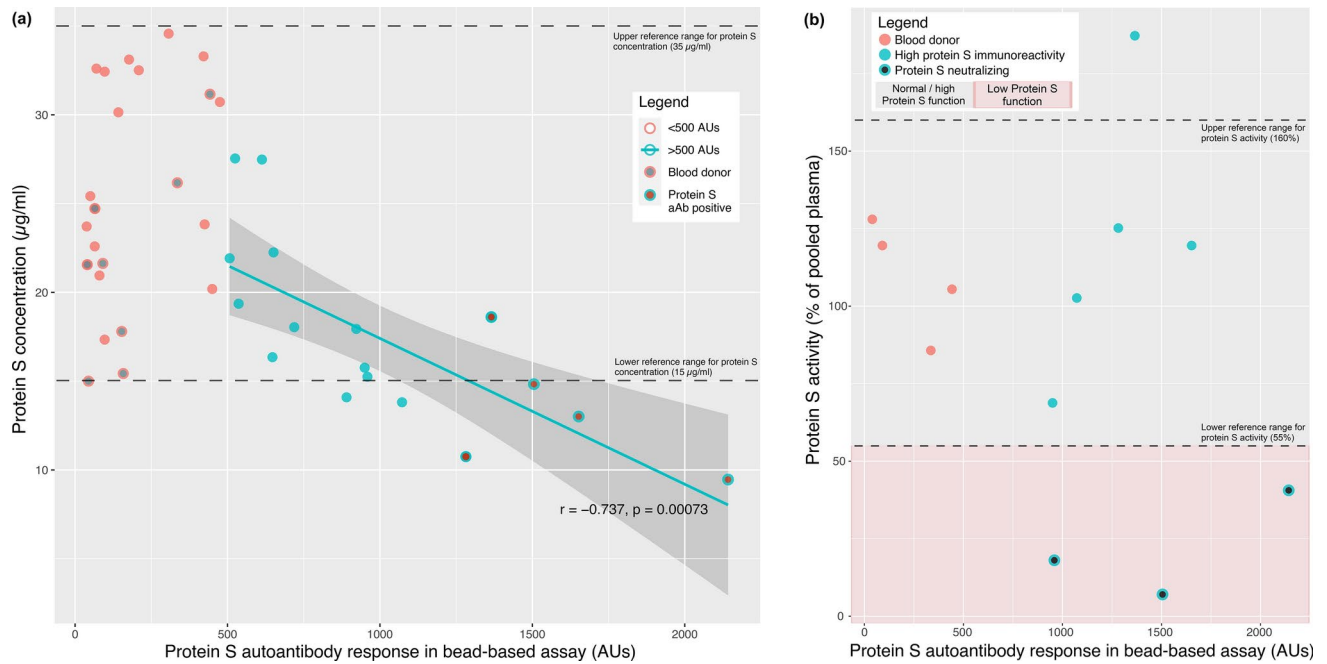 (a)
Upper reference range for protein S
concentration (35 µg/ml)
Legend
<500 AUs
>500 AUs
Blood donor
Protein S
aAb positive
Lower reference range for protein S
concentration (15 µg/ml)
r = −0.737, p = 0.00073
Protein S concentration (µg/ml)
30
20
10
0
500
1000
1500
2000
Protein S autoantibody response in bead-based assay (AUs)
(b)
Legend
Blood donor
High protein S immunoreactivity
Protein S neutralizing
Normal / high
Protein S function
Low Protein S
function
Upper reference range for
protein S activity (160%)
Lower reference range for
protein S activity (55%)
Protein S activity (% of pooled plasma)
150
100
50
0
0
500
1000
1500
2000
Protein S autoantibody response in bead-based assay (AUs)